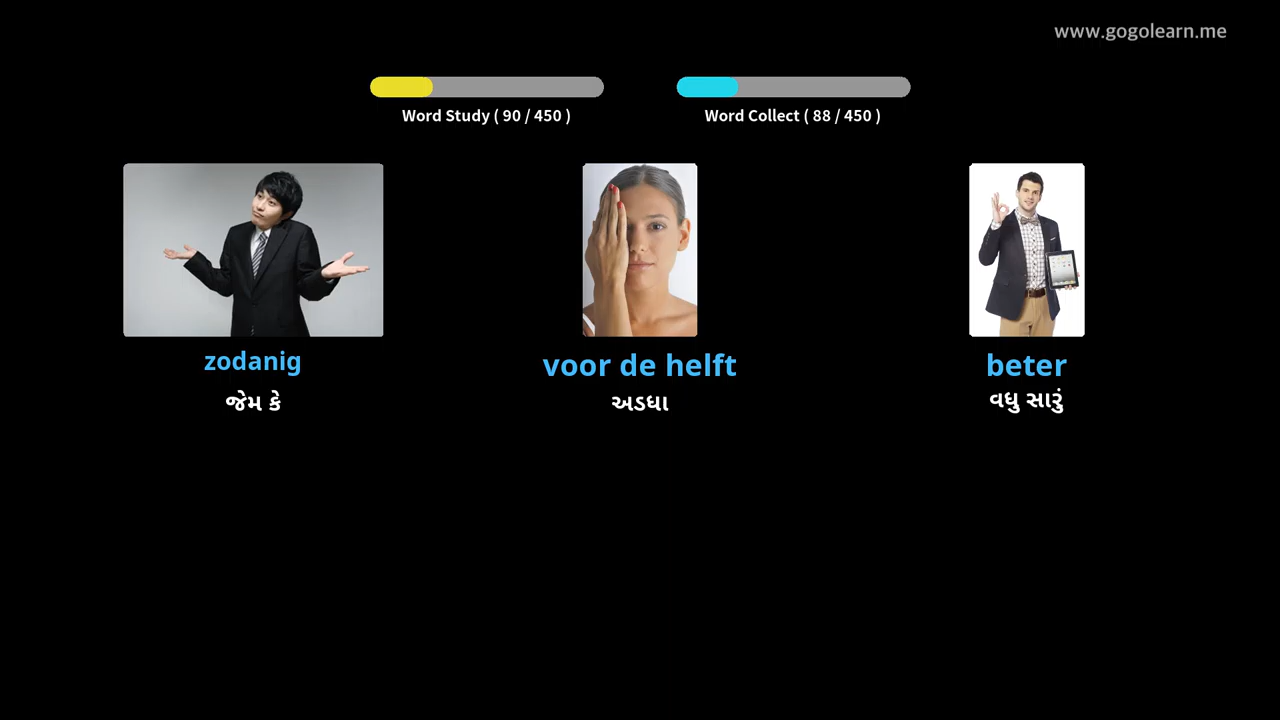 www.gogolearn.me
Word Study ( 90 / 450 )
Word Collect ( 88 / 450 )
zodanig
voor de helft
beter
જેમ કે
અડધા
વધુ સારું